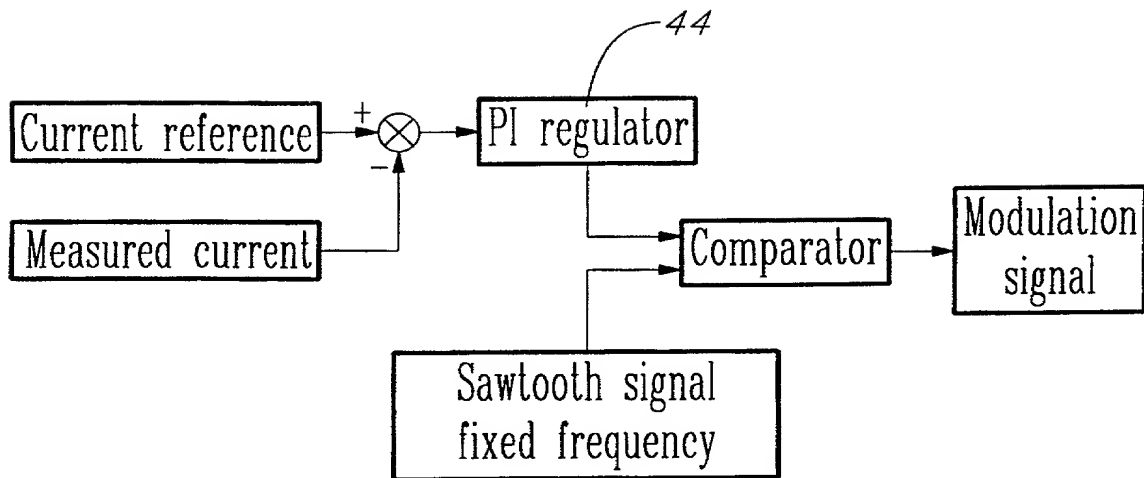 44
Current reference
+
PI regulator
-
Measured current
Comparator
Modulation
signal
Sawtooth signal
fixed frequency